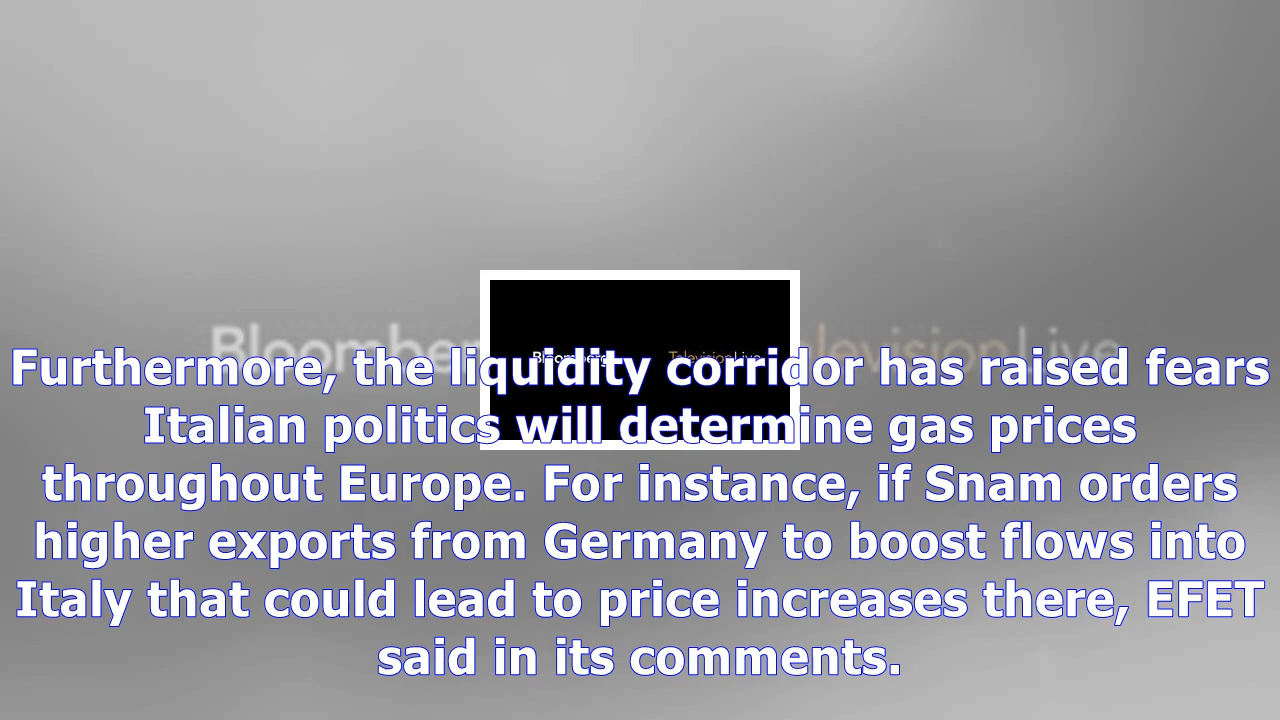 Furthermore, the liquidity corridor has raised fears
Italian politics will determine gas prices
throughout Europe. For instance, if Snam orders
higher exports from Germany to boost flows into
Italy that could lead to price increases there, EFET
said in its comments.